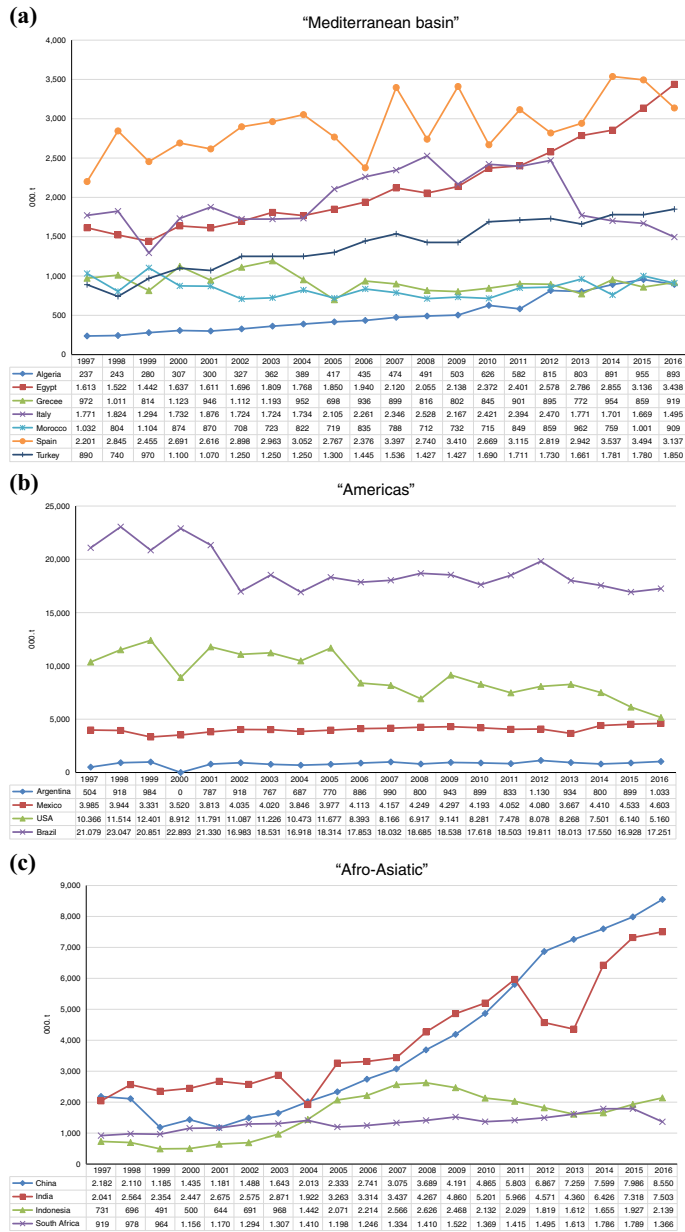 (a)
"Mediterranean basin"
4,000
3,500
3,000
2,500
2,000
1,500
1,000
500
0
000.t
1997 1998 1999 2000 2001 2002 2003 2004 2005 2006 2007 2008 2009 2010 2011 2012 2013 2014 2015 2016
Algeria 237 243 280 307 300 327 362 389 417 435 474 491 503 626 582 815 803 891 955 893
Egypt 1.613 1.522 1.442 1.637 1.611 1.696 1.809 1.768 1.850 1.940 2.120 2.055 2.138 2.372 2.401 2.578 2.786 2.855 3.136 3.438
Grecee 972 1.011 814 1.123 946 1.112 1.193 952 698 936 899 816 802 845 901 895 772 954 859 919
Italy 1.771 1.824 1.294 1.732 1.876 1.724 1.724 1.734 2.105 2.261 2.346 2.528 2.167 2.421 2.394 2.470 1.771 1.701 1.669 1.495
Morocco 1.032 804 1.104 874 870 708 723 822 719 835 788 712 732 715 849 859 962 759 1.001 909
Spain 2.201 2.845 2.455 2.691 2.616 2.898 2.963 3.052 2.767 2.376 3.397 2.740 3.410 2.669 3.115 2.819 2.942 3.537 3.494 3.137
Turkey 890 740 970 1.100 1.070 1.250 1.250 1.250 1.300 1.445 1.536 1.427 1.427 1.690 1.711 1.730 1.661 1.781 1.780 1.850
(b)
"Americas"
25,000
20,000
15,000
10,000
5,000
0
000.t
1997 1998 1999 2000 2001 2002 2003 2004 2005 2006 2007 2008 2009 2010 2011 2012 2013 2014 2015 2016
Argentina 504 918 984 0 787 918 767 687 770 886 990 800 943 899 833 1.130 934 800 899 1.033
Mexico 3.985 3.944 3.331 3.520 3.813 4.035 4.020 3.846 3.977 4.113 4.157 4.249 4.297 4.193 4.052 4.080 3.667 4.410 4.533 4.603
USA 10.366 11.514 12.401 8.912 11.791 11.087 11.226 10.473 11.677 8.393 8.166 6.917 9.141 8.281 7.478 8.078 8.268 7.501 6.140 5.160
Brazil 21.079 23.047 20.851 22.893 21.330 16.983 18.531 16.918 18.314 17.853 18.032 18.685 18.538 17.618 18.503 19.811 18.013 17.550 16.928 17.251
(c)
"Afro-Asiatic"
9,000
8,000
7,000
6,000
5,000
4,000
3,000
2,000
1,000
0
000.t
1997 1998 1999 2000 2001 2002 2003 2004 2005 2006 2007 2008 2009 2010 2011 2012 2013 2014 2015 2016
China 2.182 2.110 1.185 1.435 1.181 1.488 1.643 2.013 2.333 2.741 3.075 3.689 4.191 4.865 5.803 6.867 7.259 7.599 7.986 8.550
India 2.041 2.564 2.354 2.447 2.675 2.575 2.871 1.922 3.263 3.314 3.437 4.267 4.860 5.201 5.966 4.571 4.360 6.426 7.318 7.503
Indonesia 731 696 491 500 644 691 968 1.442 2.071 2.214 2.566 2.626 2.468 2.132 2.029 1.819 1.612 1.655 1.927 2.139
South Africa 919 978 964 1.156 1.170 1.294 1.307 1.410 1.198 1.246 1.334 1.410 1.522 1.369 1.415 1.495 1.613 1.786 1.789 1.366